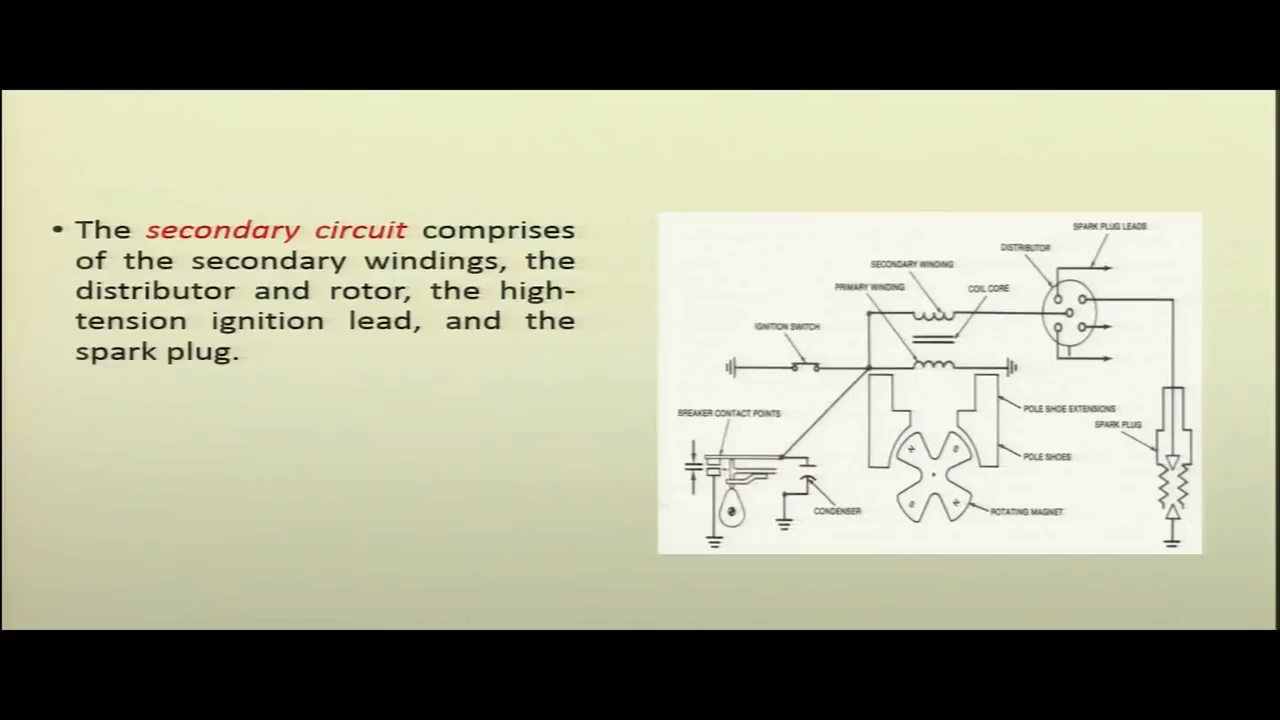 • The secondary circuit comprises
of the secondary windings, the
distributor and rotor, the high-
tension ignition lead, and the
spark plug.
SPARK PLUG LEADS
DISTRIBUTOR
SECONDARY WINDING
PRIMARY WINDING
COIL CORE
IGNITION SWITCH
BREAKER CONTACT POINTS
POLE SHOE EXTENSIONS
SPARK PLUG
POLE SHOES
N S
CONDENSER
S N
ROTATING MAGNET